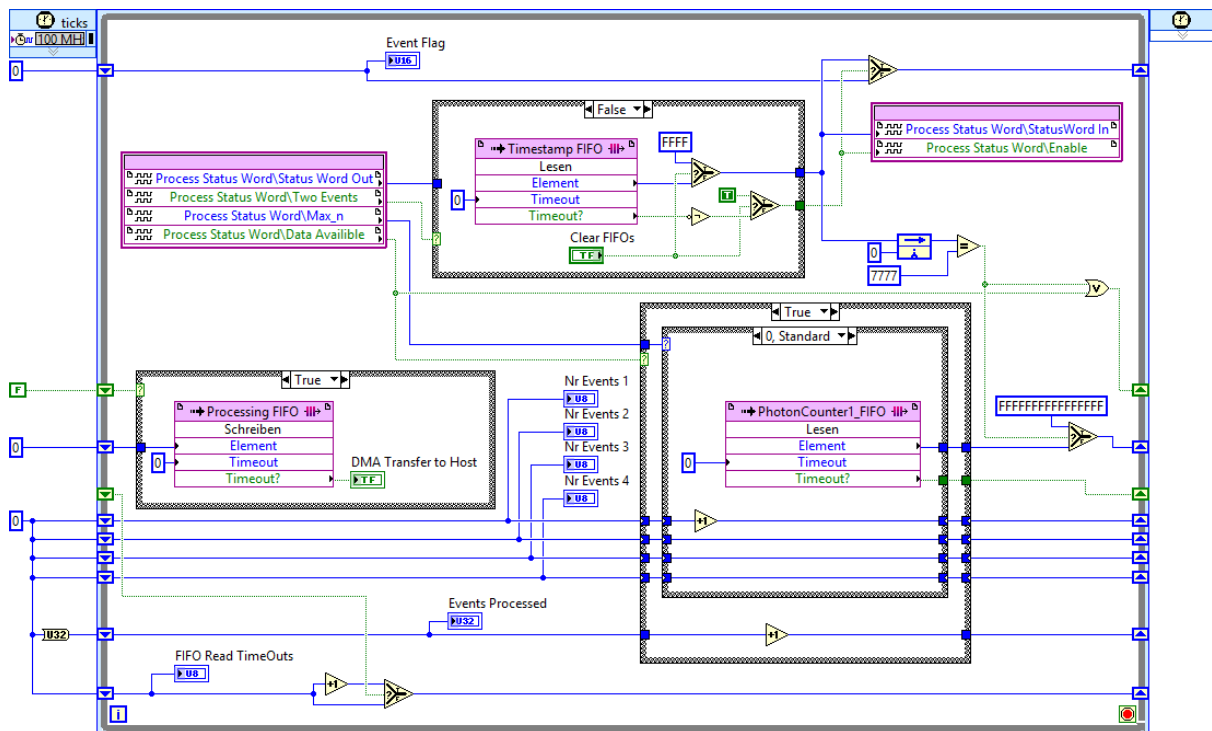 ticks
100 MH
0
Event Flag
U16
False
Timestamp FIFO
Lesen
Element
0
Timeout
Timeout?
Clear FIFOs
TF
FFFF
T
Process Status Word\StatusWord In
Process Status Word\Enable
Process Status Word\Status Word Out
Process Status Word\Two Events
Process Status Word\Max_n
Process Status Word\Data Availible
0
7777
=
V
True
0, Standard
F
True
Processing FIFO
Schreiben
Element
0
Timeout
Timeout?
DMA Transfer to Host
TF
0
Nr Events 1
U8
Nr Events 2
U8
Nr Events 3
U8
Nr Events 4
U8
PhotonCounter1_FIFO
Lesen
Element
0
Timeout
Timeout?
FFFFFFFFFFFFFFFF
0
+1
Events Processed
U32
U32
+1
FIFO Read TimeOuts
U8
+1
i